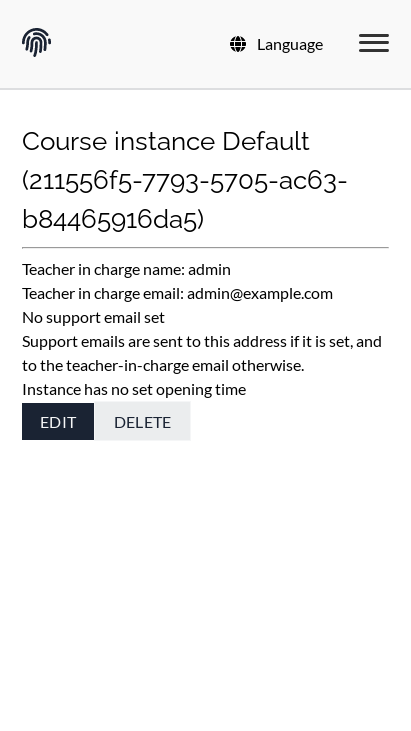 Language
Course instance Default
(211556f5-7793-5705-ac63-
b84465916da5)
Teacher in charge name: admin
Teacher in charge email: admin@example.com
No support email set
Support emails are sent to this address if it is set, and
to the teacher-in-charge email otherwise.
Instance has no set opening time
EDIT DELETE